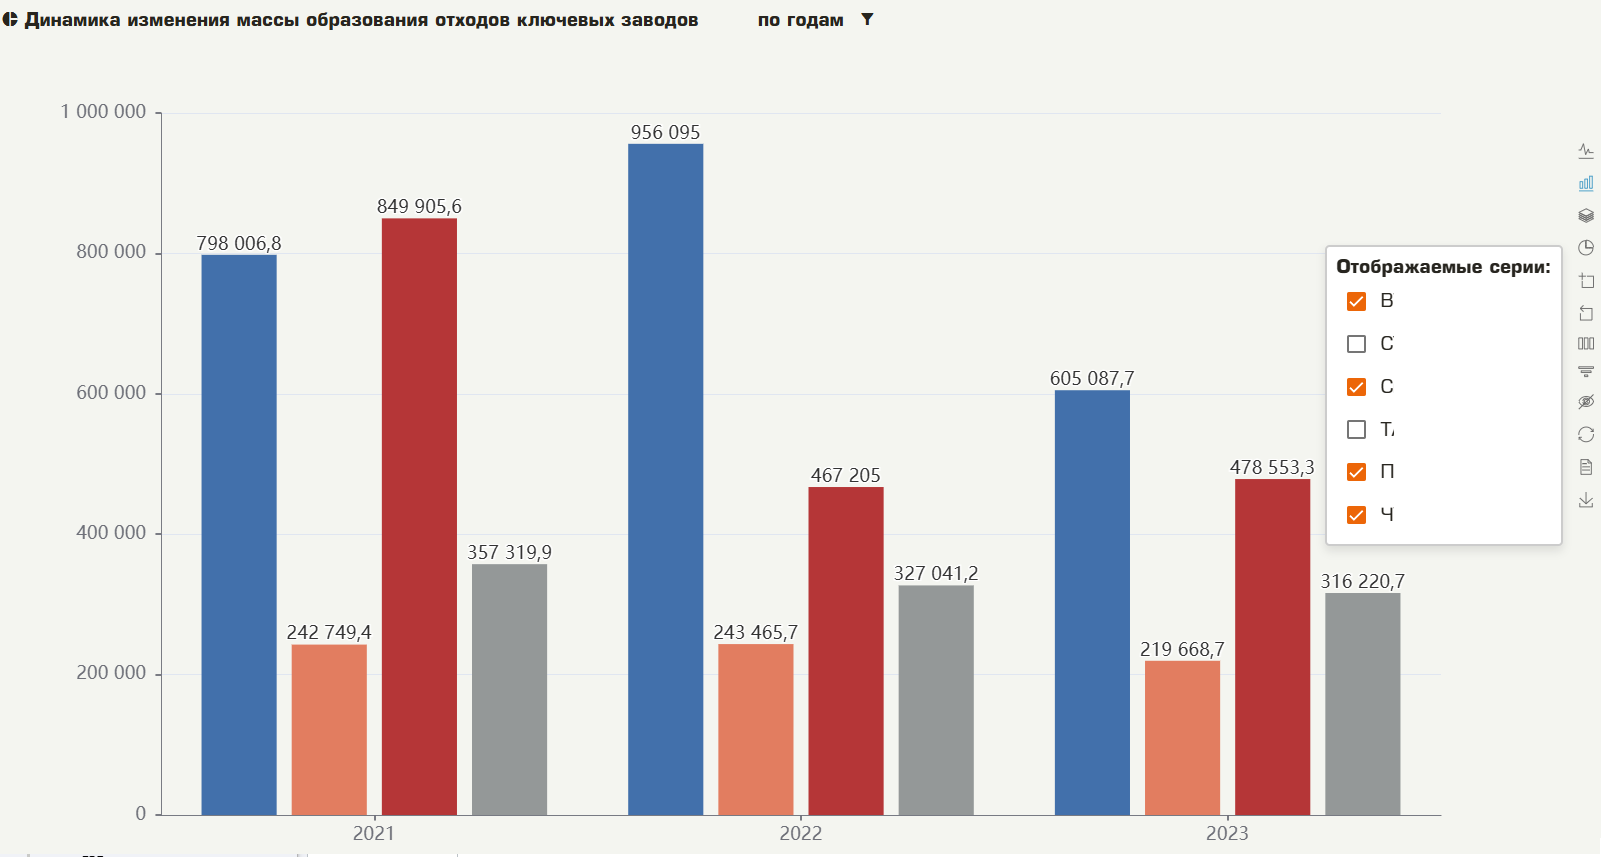 Динамика изменения массы образования отходов ключевых заводов по годам
1 000 000
800 000
600 000
400 000
200 000
0
798 006,8
242 749,4
849 905,6
357 319,9
956 095
243 465,7
467 205
327 041,2
605 087,7
219 668,7
478 553,3
316 220,7
2021
2022
2023
Отображаемые серии:
В
С
П
Ч